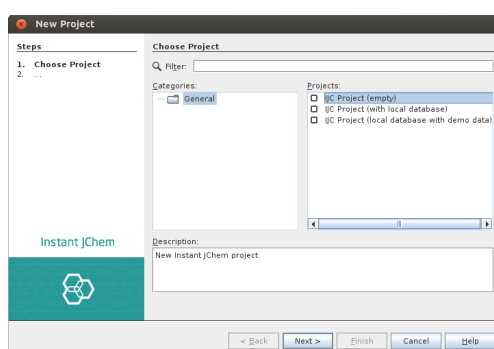 New Project
Steps
1. Choose Project
2. ...
Choose Project
Filter:
Categories:
General
Projects:
IJC Project (empty)
IJC Project (with local database)
IJC Project (local database with demo data)
Instant JChem
Description:
New Instant JChem project
< Back
Next >
Finish
Cancel
Help